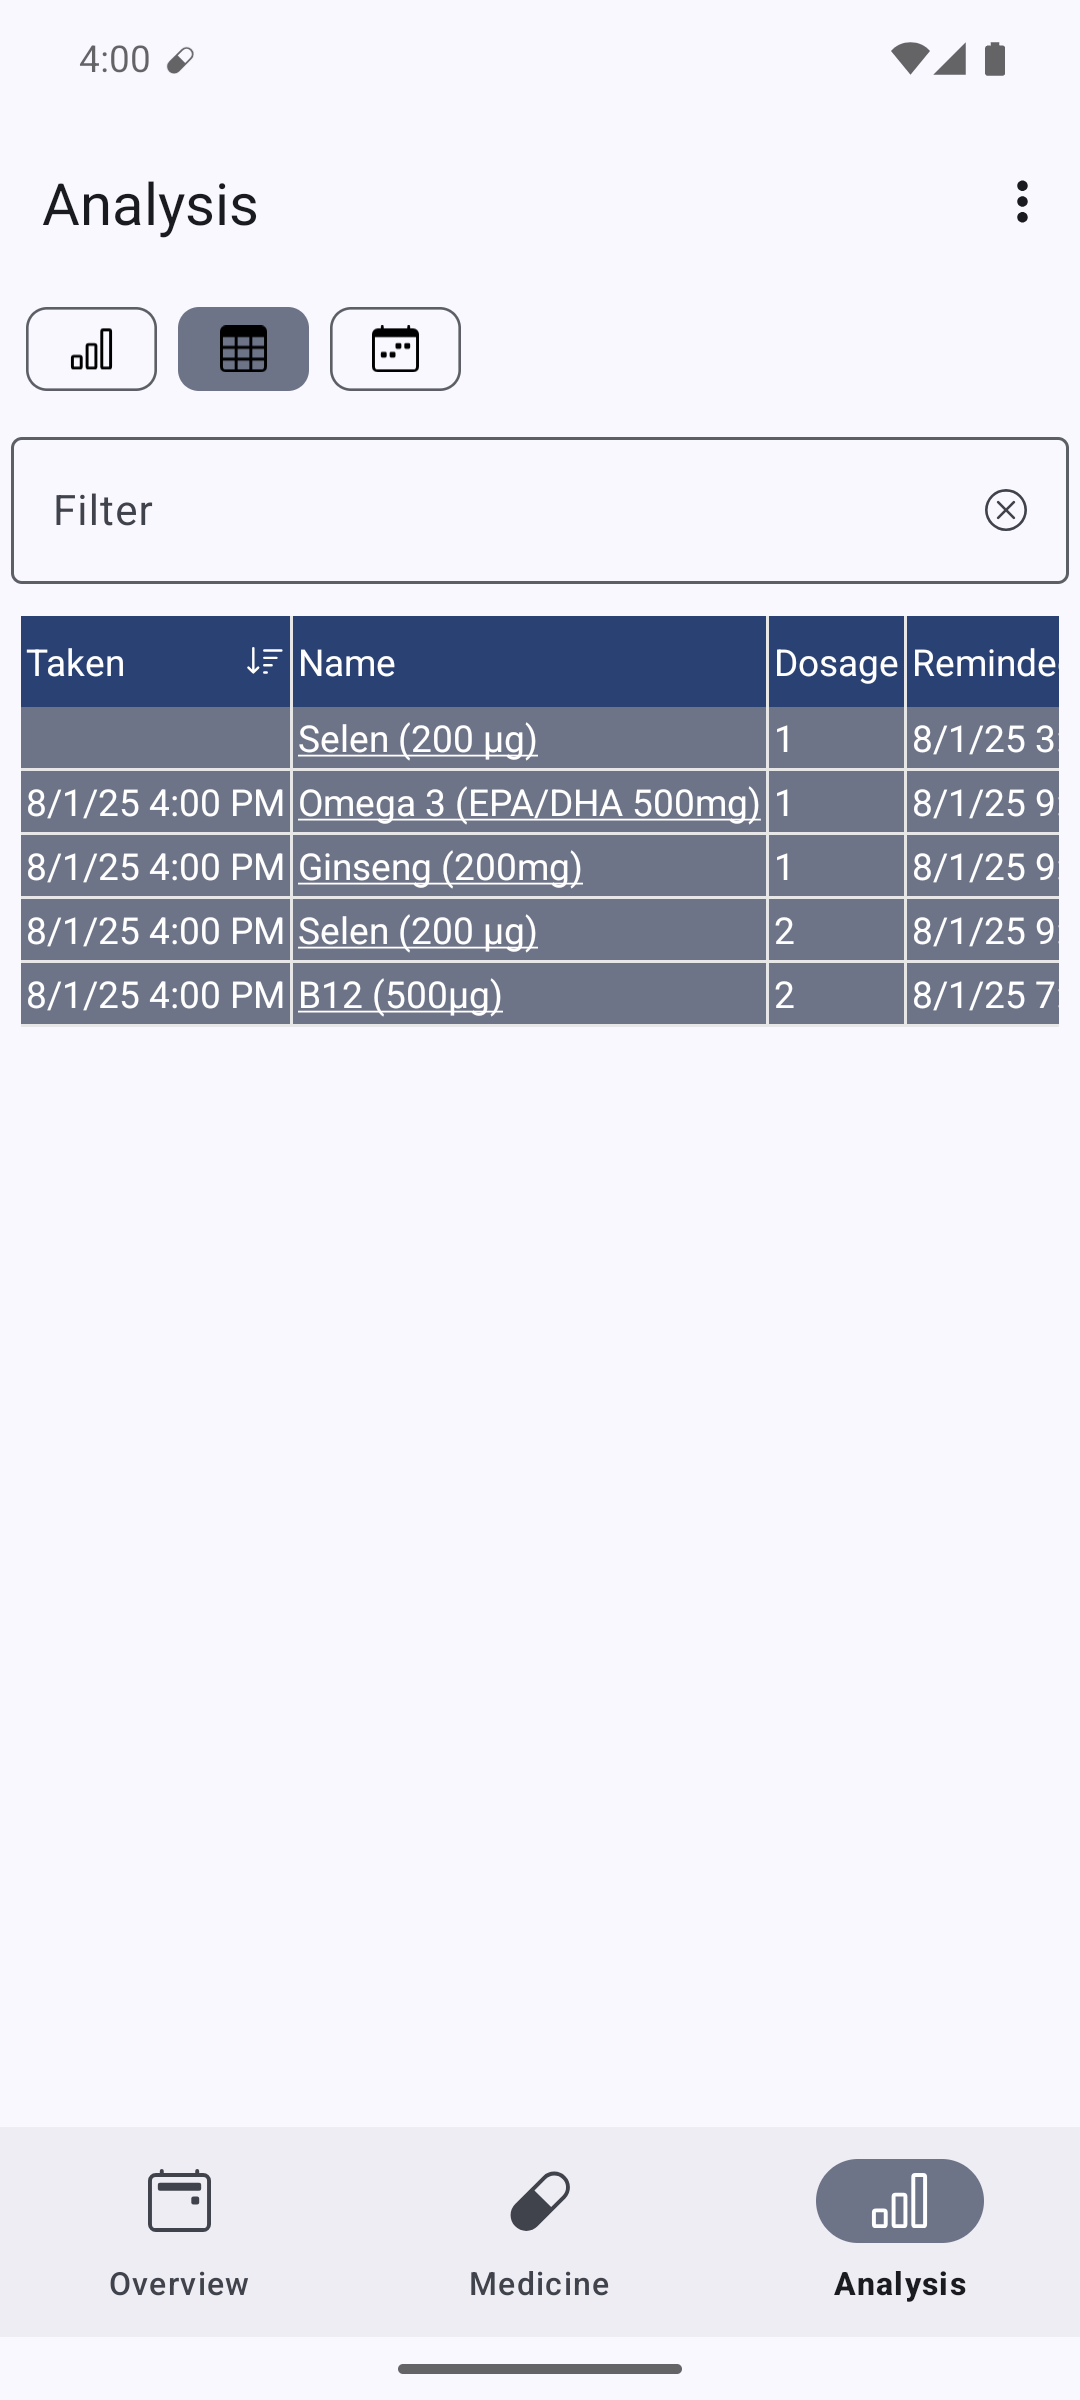 4:00
Analysis
Filter
Taken Name Dosage Reminde
Selen (200 µg) 1 8/1/25 3
8/1/25 4:00 PM Omega 3 (EPA/DHA 500mg) 1 8/1/25 9:
8/1/25 4:00 PM Ginseng (200mg) 1 8/1/25 9:
8/1/25 4:00 PM Selen (200 µg) 2 8/1/25 9:
8/1/25 4:00 PM B12 (500µg) 2 8/1/25 7:
Overview Medicine Analysis